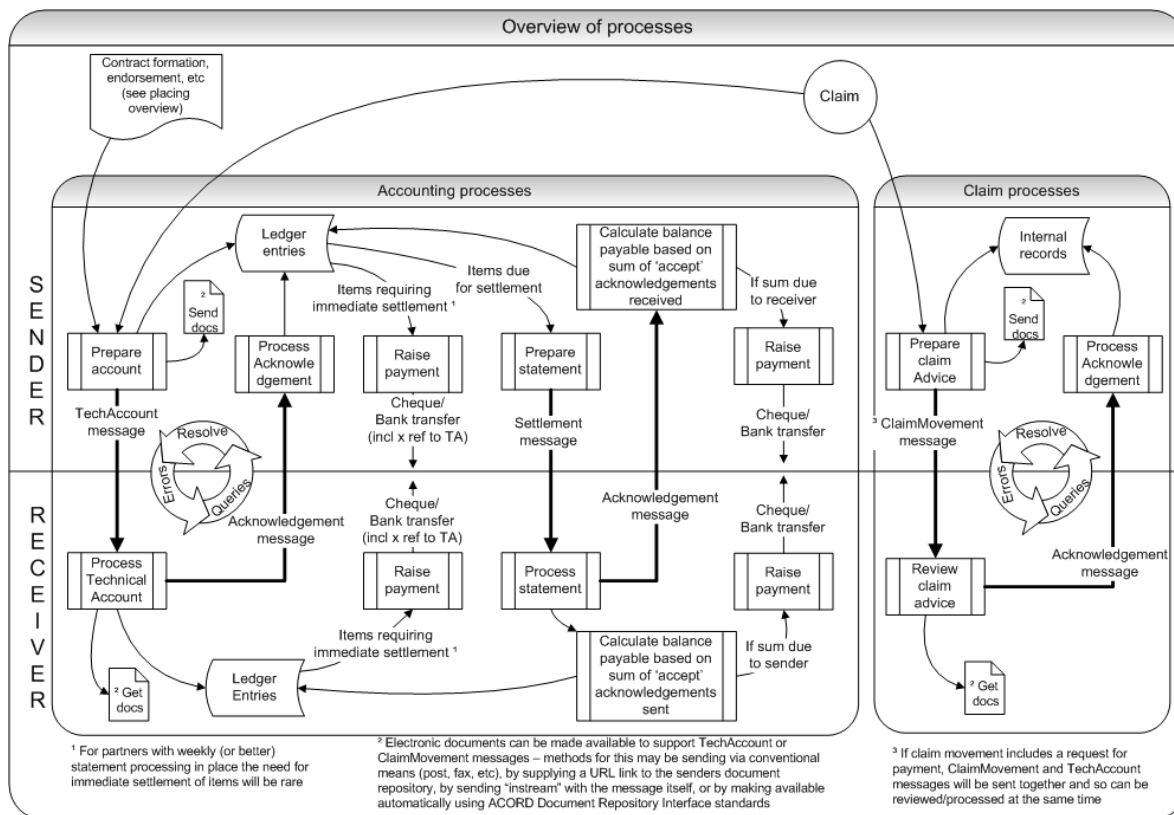 Overview of processes
Contract formation,
endorsement, etc
(see placing
overview)
Claim
Accounting processes
Claim processes
SENDER
RECEIVER
Ledger
entries
Calculate balance
payable based on
sum of ‘accept’
acknowledgements
received
Internal
records
Items due
for settlement
If sum due
to receiver
Items requiring
immediate settlement ¹
² Send
docs
² Send
docs
Prepare
account
Process
Acknowle
dgement
Raise
payment
Prepare
statement
Raise
payment
Prepare
claim
Advice
Process
Acknowle
dgement
TechAccount
message
Cheque/
Bank transfer
(incl x ref to TA)
Settlement
message
Cheque/
Bank transfer
³ ClaimMovement
message
Resolve
Errors
Queries
Resolve
Errors
Queries
Acknowledgement
message
Cheque/
Bank transfer
(incl x ref to TA)
Acknowledgement
message
Cheque/
Bank transfer
Acknowledgement
message
Process
Technical
Account
Raise
payment
Process
statement
Raise
payment
Review
claim
advice
Items requiring
immediate settlement ¹
Calculate balance
payable based on
sum of ‘accept’
acknowledgements
sent
If sum due
to sender
² Get
docs
Ledger
Entries
² Get
docs
¹ For partners with weekly (or better)
statement processing in place the need for
immediate settlement of items will be rare
² Electronic documents can be made available to support TechAccount or
ClaimMovement messages – methods for this may be sending via conventional
means (post, fax, etc), by supplying a URL link to the senders document
repository, by sending “instream” with the message itself, or by making available
automatically using ACORD Document Repository Interface standards
³ If claim movement includes a request for
payment, ClaimMovement and TechAccount
messages will be sent together and so can be
reviewed/processed at the same time